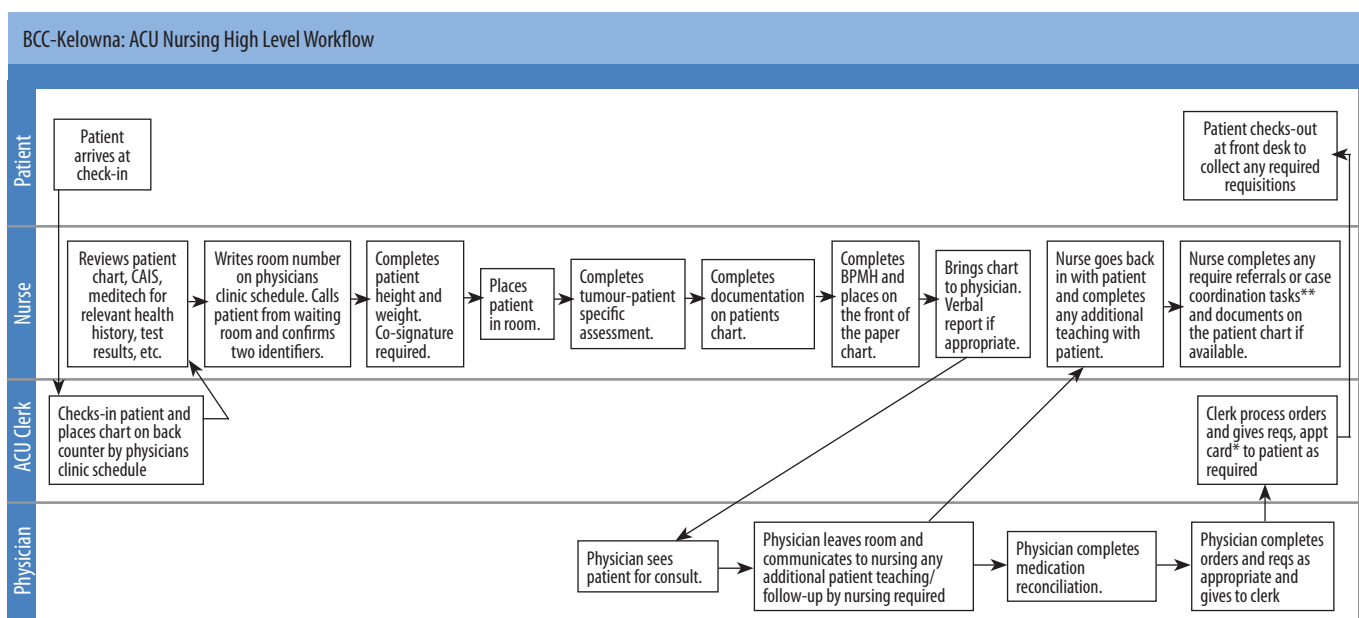 BCC-Kelowna: ACU Nursing High Level Workflow
Patient
Patient
arrives at
check-in
Patient checks-out
at front desk to
collect any required
requisitions
Nurse
Reviews patient
chart, CAIS,
meditech for
relevant health
history, test
results, etc.
Writes room number
on physicians
clinic schedule. Calls
patient from waiting
room and confirms
two identifiers.
Completes
patient
height and
weight.
Co-signature
required.
Places
patient
in room.
Completes
tumour-patient
specific
assessment.
Completes
documentation
on patients
chart.
Completes
BPMH and
places on
the front of
the paper
chart.
Brings chart
to physician.
Verbal
report if
appropriate.
Nurse goes back
in with patient
and completes
any additional
teaching with
patient.
Nurse completes any
require referrals or case
coordination tasks**
and documents on
the patient chart if
available.
ACU Clerk
Checks-in patient and
places chart on back
counter by physicians
clinic schedule
Clerk process orders
and gives reqs, appt
card* to patient as
required
Physician
Physician sees
patient for consult.
Physician leaves room and
communicates to nursing any
additional patient teaching/
follow-up by nursing required
Physician completes
medication
reconciliation.
Physician completes
orders and reqs as
appropriate and
gives to clerk